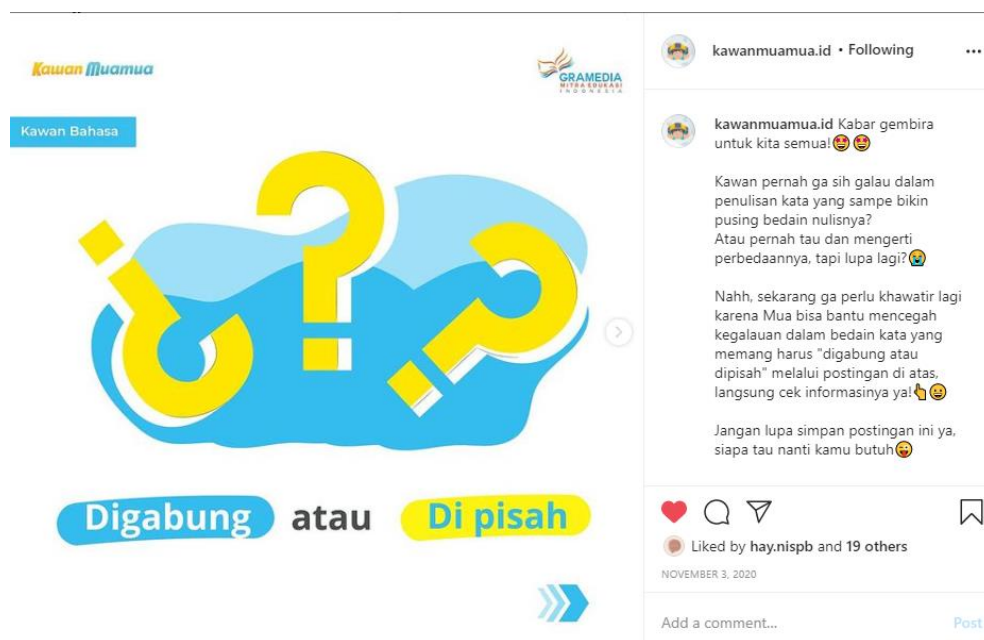 Kawan Muamua
GRAMEDIA
MITRA EDUKASI
INDONESIA
Kawan Bahasa
Digabung atau Di pisah
kawanmuamua.id • Following
kawanmuamua.id Kabar gembira
untuk kita semua!🤩 🤩
Kawan pernah ga sih galau dalam
penulisan kata yang sampe bikin
pusing bedain nulisnya?
Atau pernah tau dan mengerti
perbedaannya, tapi lupa lagi?😭
Nahh, sekarang ga perlu khawatir lagi
karena Mua bisa bantu mencegah
kegalauan dalam bedain kata yang
memang harus "digabung atau
dipisah" melalui postingan di atas,
langsung cek informasinya ya!👆😀
Jangan lupa simpan postingan ini ya,
siapa tau nanti kamu butuh😜
Liked by hay.nispb and 19 others
NOVEMBER 3, 2020
Add a comment... Post